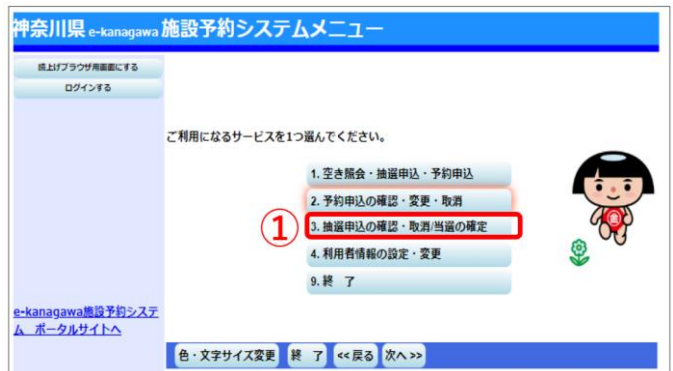 神奈川県 e-kanagawa 施設予約システムメニュー
読上げブラウザ用画面にする
ログインする
ご利用になるサービスを1つ選んでください。
1. 空き照会・抽選申込・予約申込
2. 予約申込の確認・変更・取消
① 3. 抽選申込の確認・取消/当選の確定
4. 利用者情報の設定・変更
9. 終 了
金
e-kanagawa施設予約システ
ム ポータルサイトへ
色・文字サイズ変更 終 了 <<戻る 次へ>>